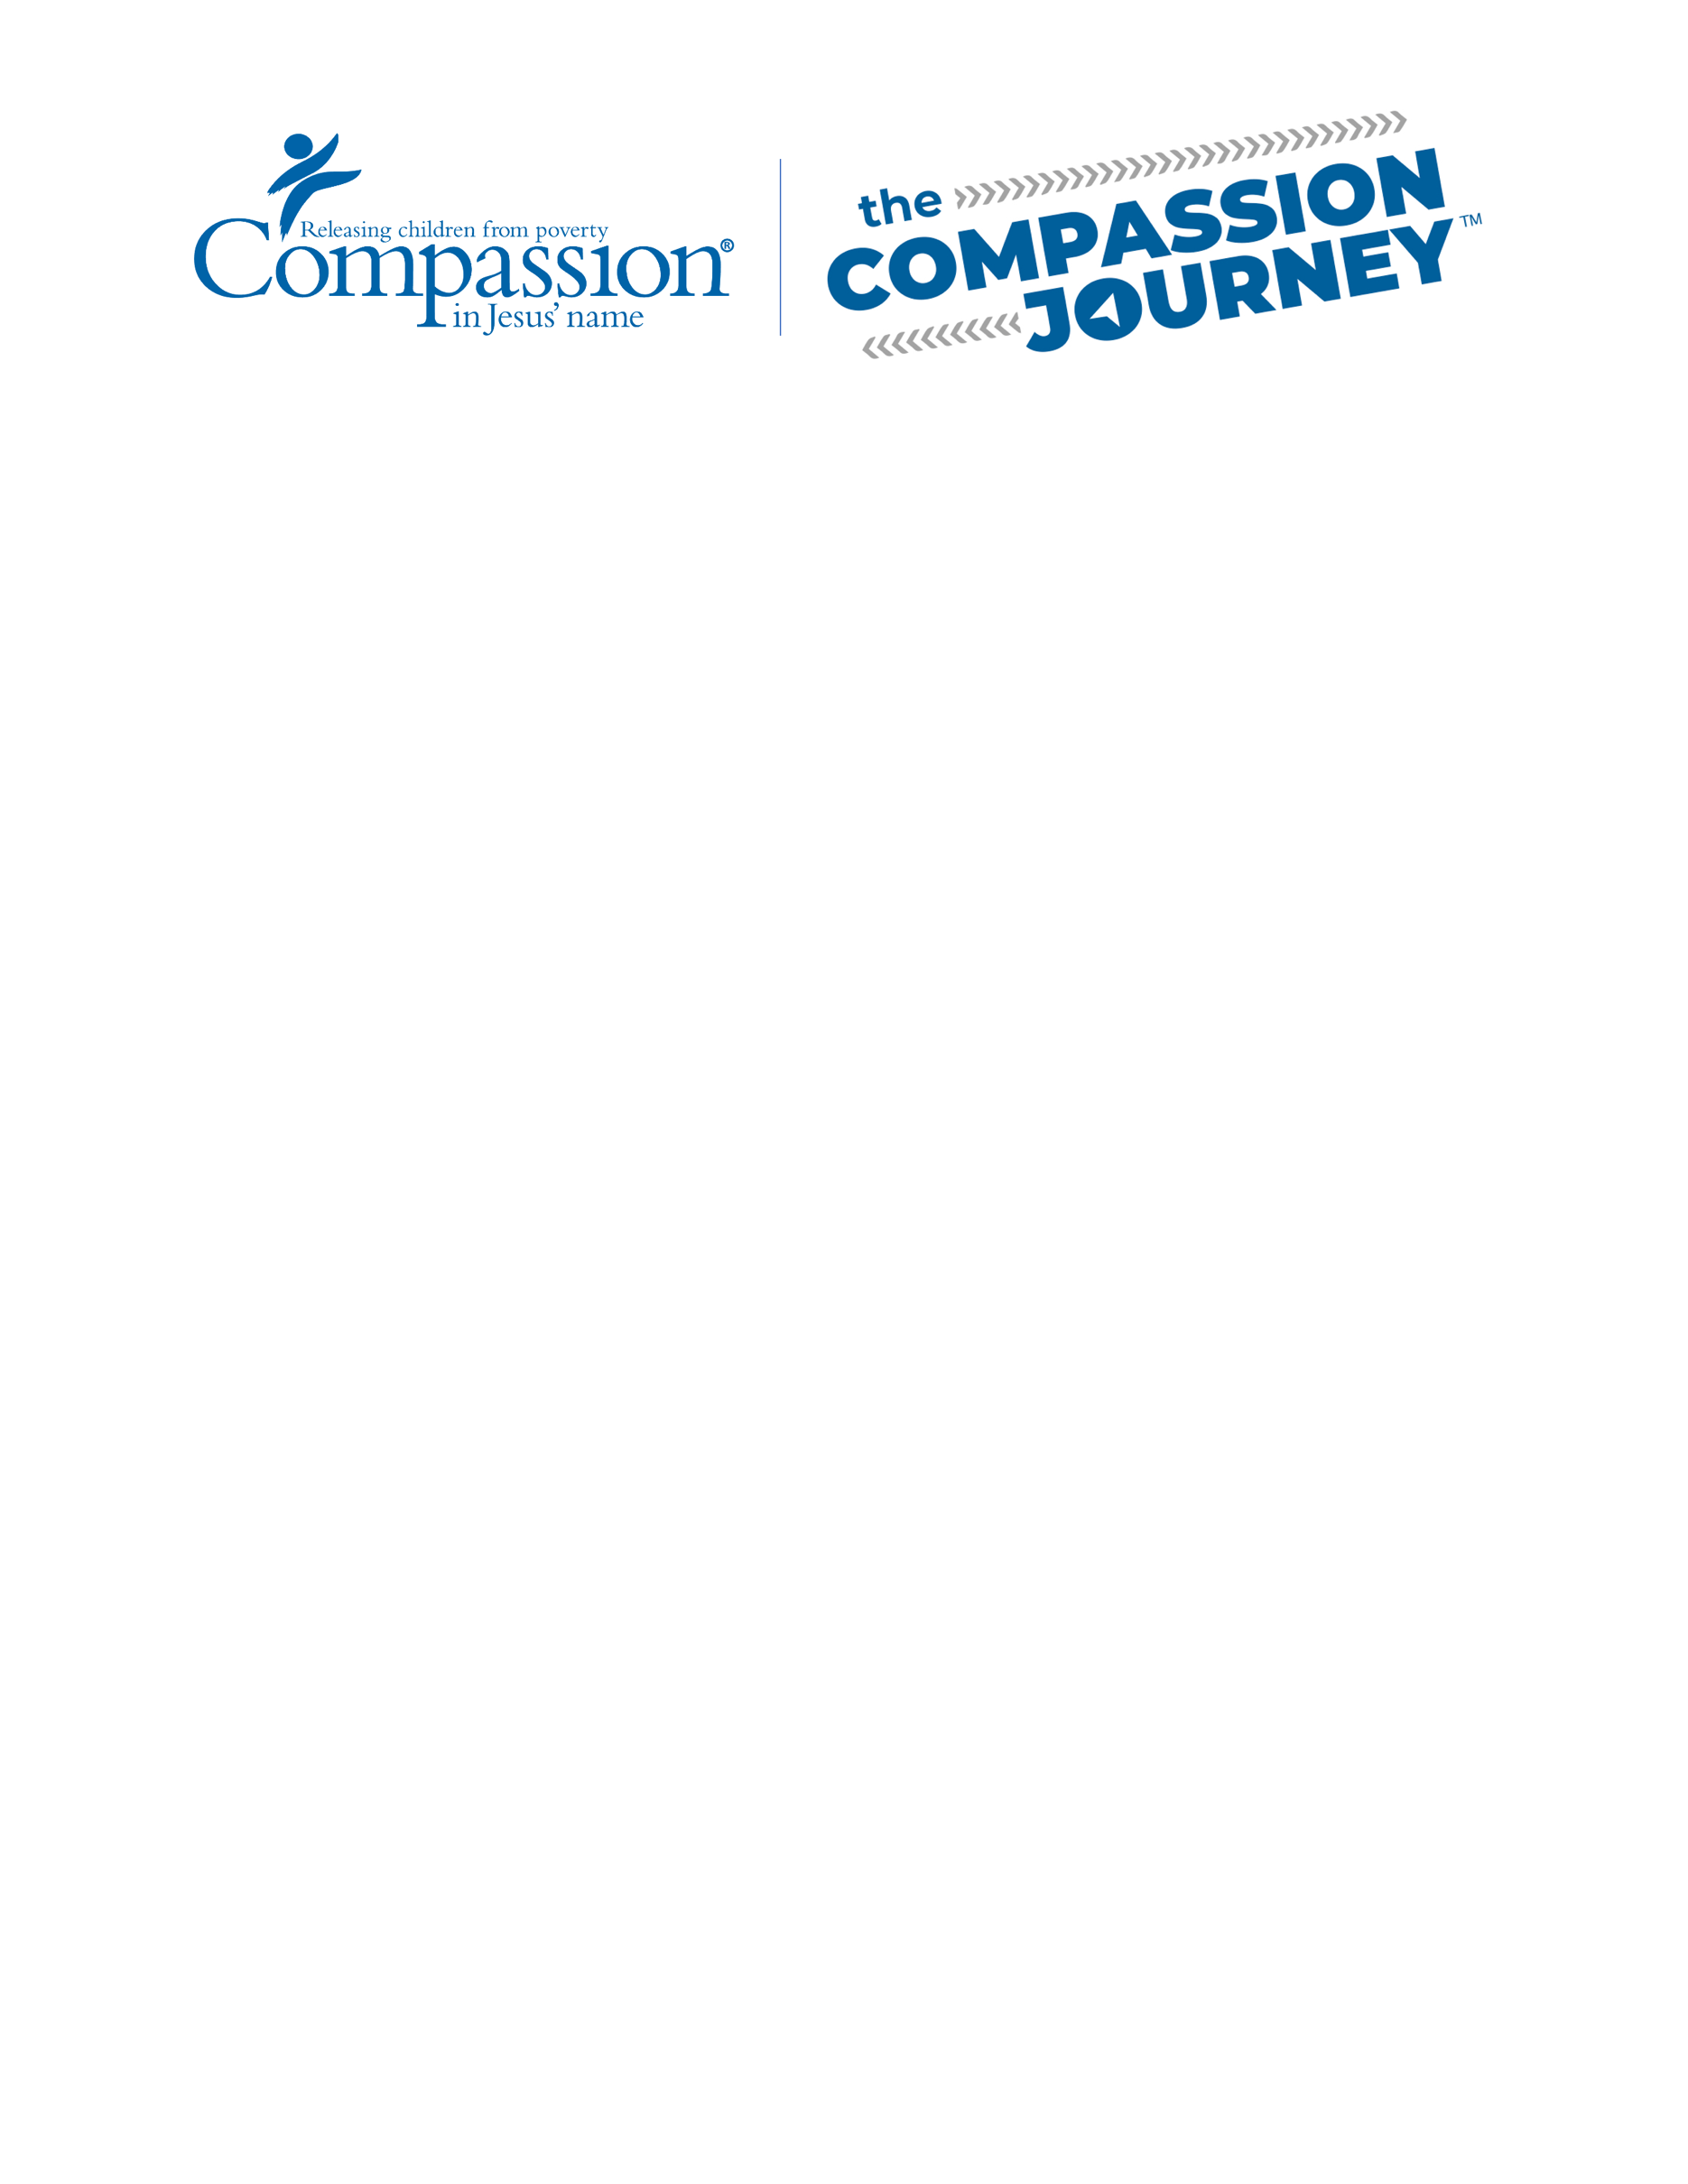 Releasing children from poverty
Compassion®
in Jesus’ name
the
COMPASSION
JOURNEY™